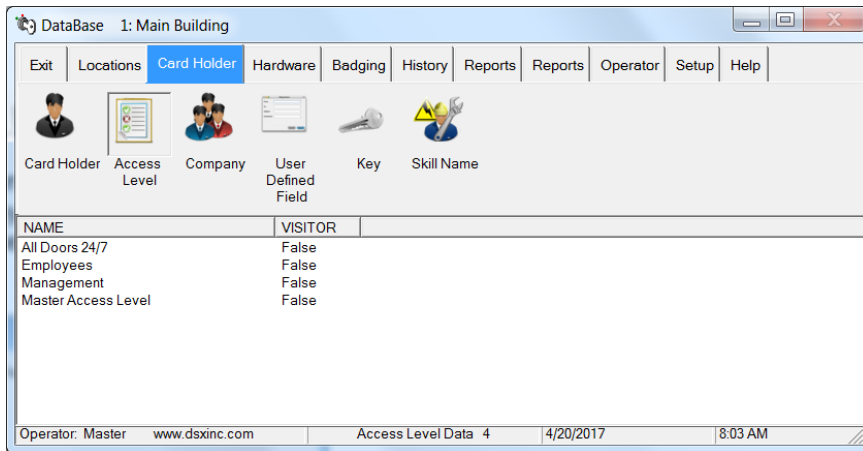 DataBase 1: Main Building
Exit Locations Card Holder Hardware Badging History Reports Reports Operator Setup Help
Card Holder Access Level Company User Defined Field Key Skill Name
NAME VISITOR
All Doors 24/7 False
Employees False
Management False
Master Access Level False
Operator: Master www.dsxinc.com Access Level Data 4 4/20/2017 8:03 AM